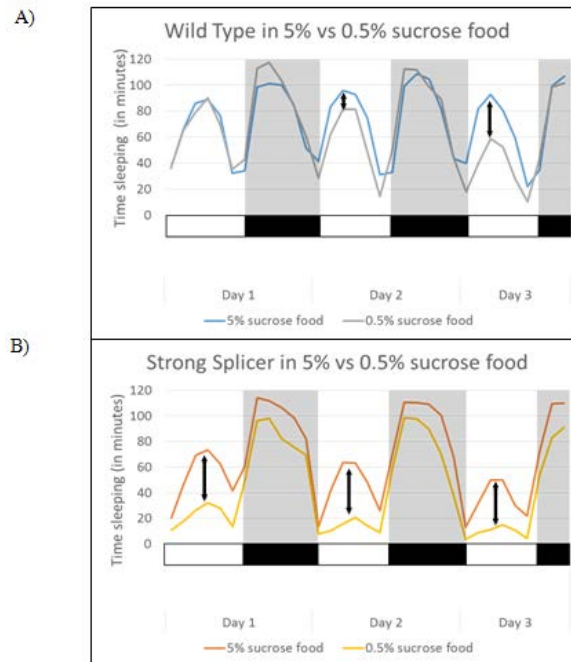 A)
Wild Type in 5% vs 0.5% sucrose food
Time sleeping (in minutes)
120
100
80
60
40
20
0
Day 1 Day 2 Day 3
5% sucrose food 0.5% sucrose food
B)
Strong Splicer in 5% vs 0.5% sucrose food
Time sleeping (in minutes)
120
100
80
60
40
20
0
Day 1 Day 2 Day 3
5% sucrose food 0.5% sucrose food